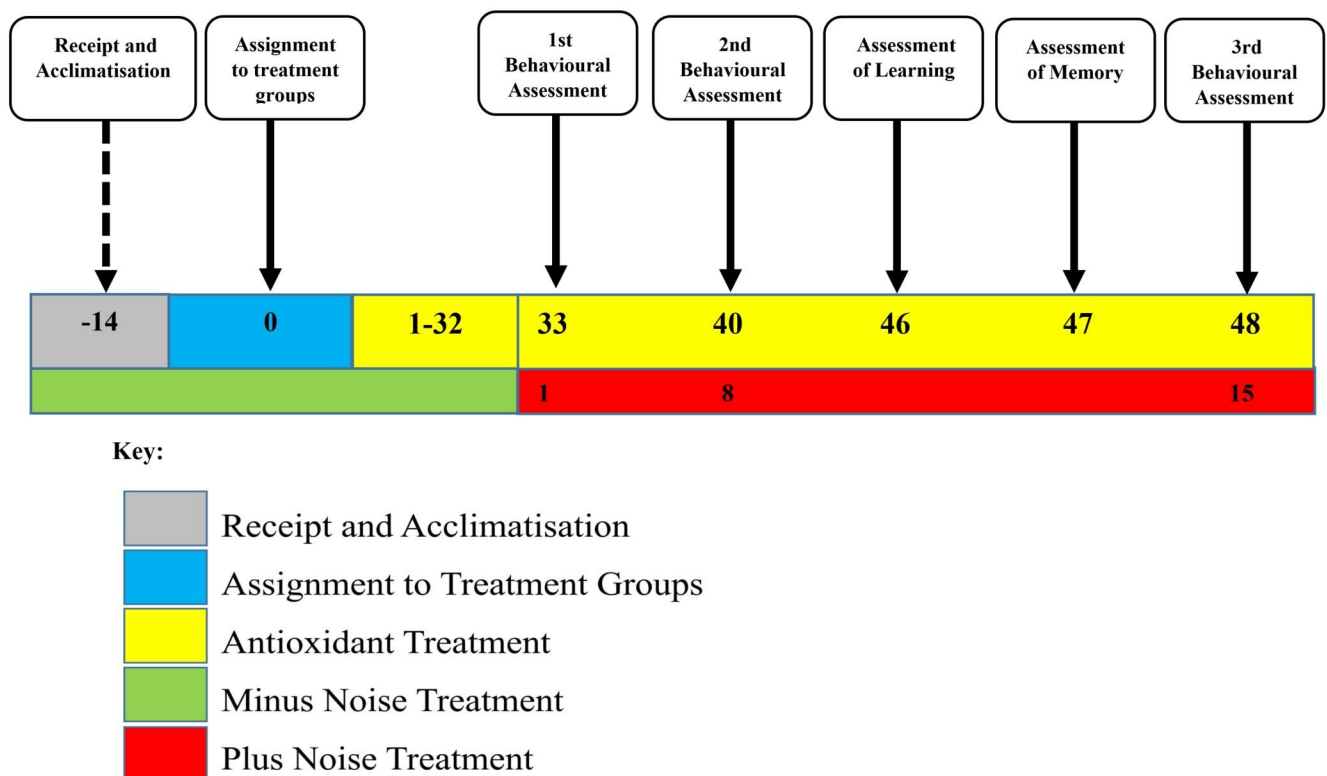 Receipt and
Acclimatisation
Assignment
to treatment
groups
1st
Behavioural
Assessment
2nd
Behavioural
Assessment
Assessment
of Learning
Assessment
of Memory
3rd
Behavioural
Assessment
-14 0 1-32 33 40 46 47 48
1 8 15
Key:
Receipt and Acclimatisation
Assignment to Treatment Groups
Antioxidant Treatment
Minus Noise Treatment
Plus Noise Treatment